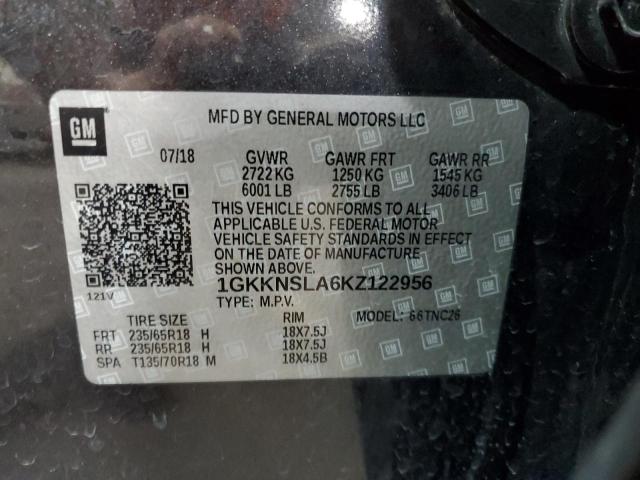 GM
MFD BY GENERAL MOTORS LLC
07/18 GVWR GAWR FRT GAWR RR
2722 KG 1250 KG 1545 KG
6001 LB 2755 LB 3406 LB
THIS VEHICLE CONFORMS TO ALL
APPLICABLE U.S. FEDERAL MOTOR
VEHICLE SAFETY STANDARDS IN
EFFECT ON THE DATE OF MANUFACTURE
SHOWN ABOVE.
121V
1GKKNSLA6KZ122956
TYPE: M.P.V.
TIRE SIZE RIM MODEL: 66TNC26
FRT 235/65R18 H 18X7.5J
RR 235/65R18 H 18X7.5J
SPA T135/70R18 M 18X4.5B